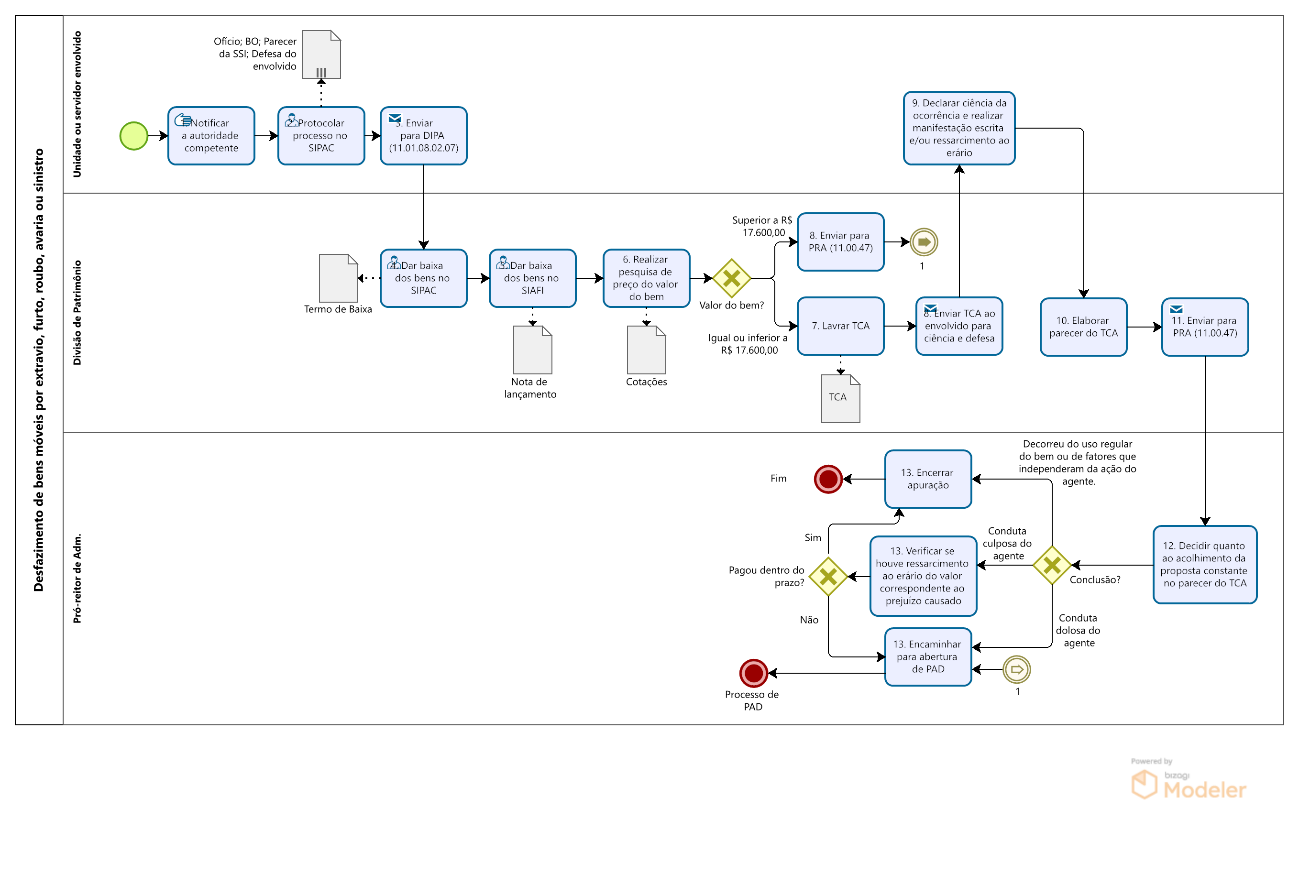 Desfazimento de bens móveis por extravio, furto, roubo, avaria ou sinistro
Unidade ou servidor envolvido
Ofício; BO; Parecer
da SSI; Defesa do
envolvido
Notificar
a autoridade
competente
2. Protocolar
processo no
SIPAC
3. Enviar
para DIPA
(11.01.08.02.07)
9. Declarar ciência da
ocorrência e realizar
manifestação escrita
e/ou ressarcimento ao
erário
Divisão de Patrimônio
Termo de Baixa
Dar baixa
dos bens no
SIPAC
Dar baixa
dos bens no
SIAFI
Nota de
lançamento
6. Realizar
pesquisa de
preço do valor
do bem
Cotações
Valor do bem?
Superior a R$
17.600,00
8. Enviar para
PRA (11.00.47)
1
Igual ou inferior a
R$ 17.600,00
7. Lavrar TCA
TCA
8. Enviar TCA ao
envolvido para
ciência e defesa
10. Elaborar
parecer do TCA
11. Enviar para
PRA (11.00.47)
Pró-reitor de Adm.
Decorreu do uso regular
do bem ou de fatores que
independeram da ação do
agente.
Fim
13. Encerrar
apuração
Sim
Conduta
culposa do
agente
Pagou dentro do
prazo?
13. Verificar se
houve ressarcimento
ao erário do valor
correspondente ao
prejuízo causado
Conclusão?
12. Decidir quanto
ao acolhimento da
proposta constante
no parecer do TCA
Não
Conduta
dolosa do
agente
13. Encaminhar
para abertura
de PAD
1
Processo de
PAD
Powered by
bizagi
Modeler